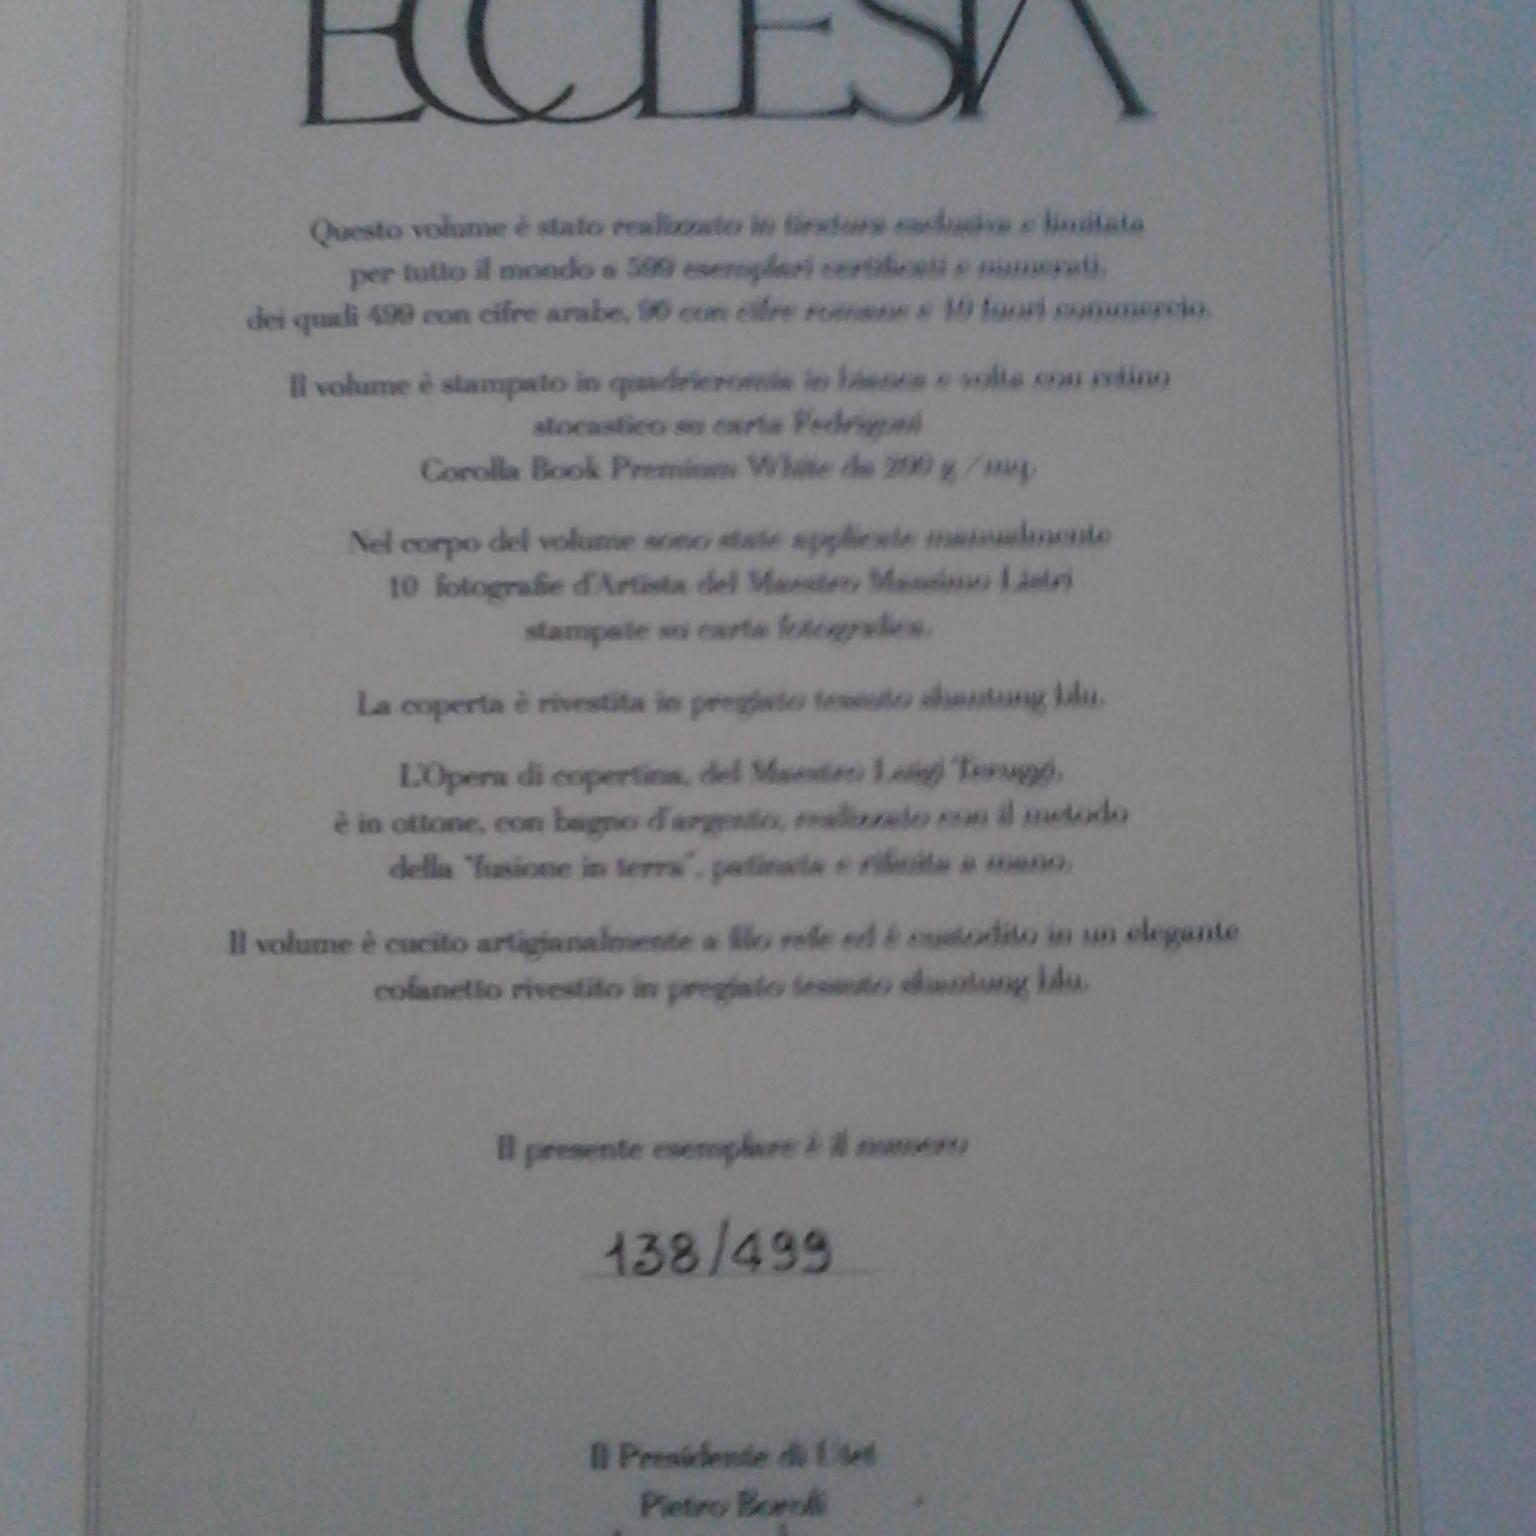 ECCLESIA
Questo volume è stato realizzato in tiratura esclusiva e limitata
per tutto il mondo a 599 esemplari certificati e numerati,
dei quali 499 con cifre arabe, 90 con cifre romane e 10 fuori commercio.
Il volume è stampato in quadricromia in bianca e volta con retino
stocastico su carta Fedrigoni
Corolla Book Premium White da 200 g/mq.
Nel corpo del volume sono state applicate manualmente
10 fotografie d'Artista del Maestro Massimo Listri
stampate su carta fotografica.
La coperta è rivestita in pregiato tessuto shantung blu.
L'Opera di copertina, del Maestro Luigi Teruggi,
è in ottone, con bagno d'argento, realizzato con il metodo
della "fusione in terra", patinata e rifinita a mano.
Il volume è cucito artigianalmente a filo refe ed è custodito in un elegante
cofanetto rivestito in pregiato tessuto shantung blu.
Il presente esemplare è il numero
138/499
Il Presidente di Utet
Pietro Boroli